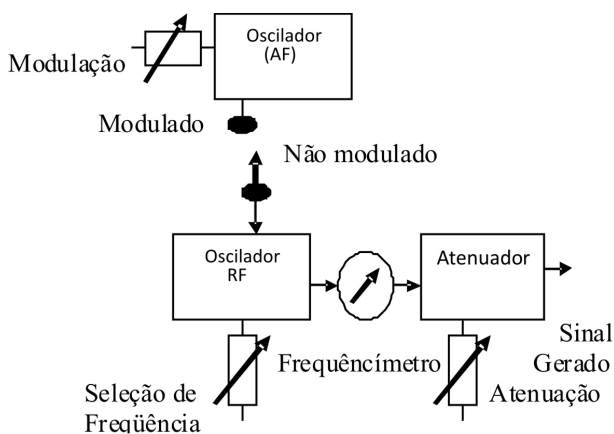 Oscilador
(AF)
Modulação
Modulado
Não modulado
Oscilador
RF
Atenuador
Seleção de
Freqüência
Frequêncímetro
Sinal
Gerado
Atenuação